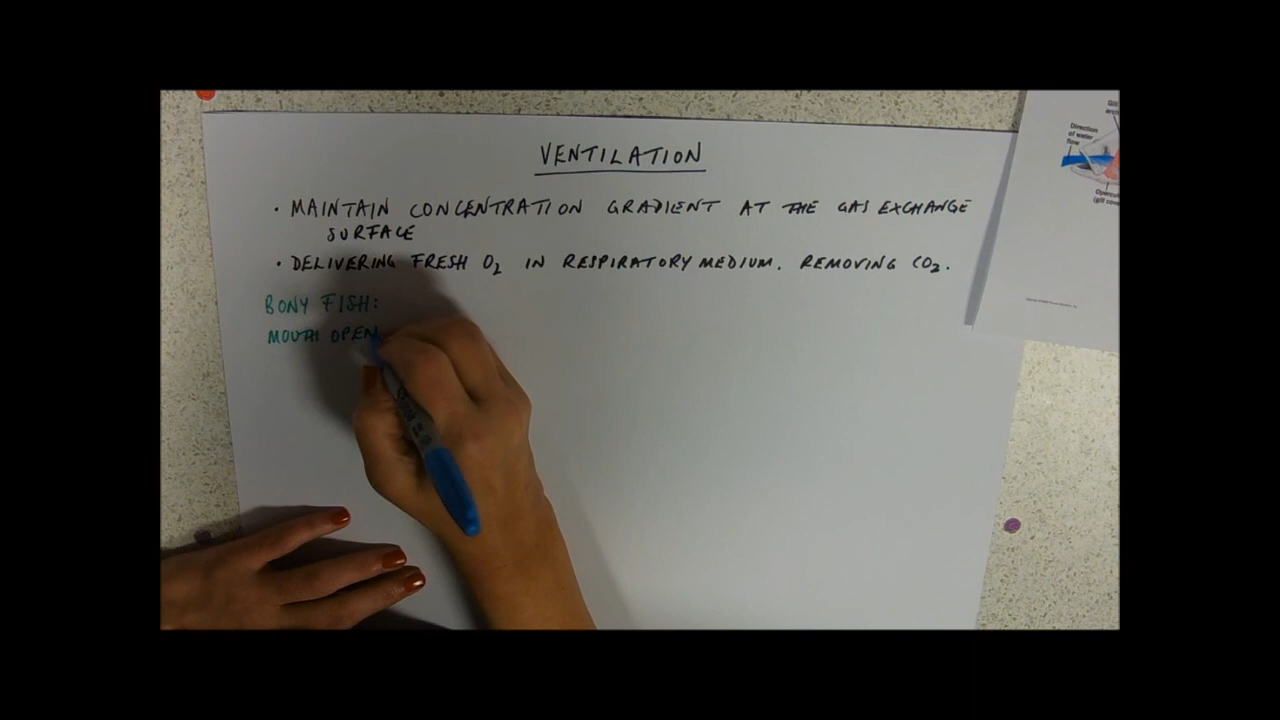 VENTILATION
· MAINTAIN CONCENTRATION GRADIENT AT THE GAS EXCHANGE
SURFACE
· DELIVERING FRESH O₂ IN RESPIRATORY MEDIUM. REMOVING CO₂.
BONY FISH:
MOUTH OPEN
Direction
of water
flow